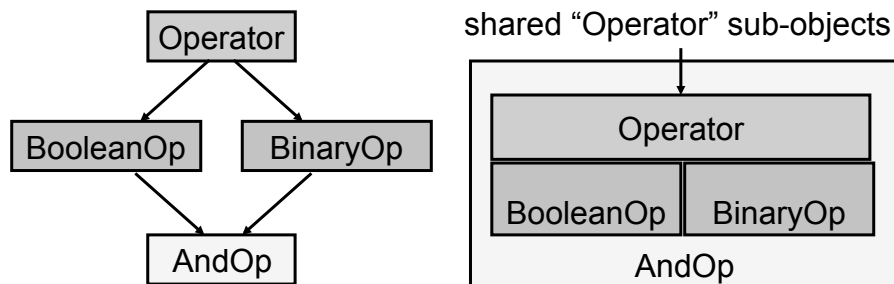 Operator
BooleanOp
BinaryOp
AndOp
shared “Operator” sub-objects
Operator
BooleanOp
BinaryOp
AndOp